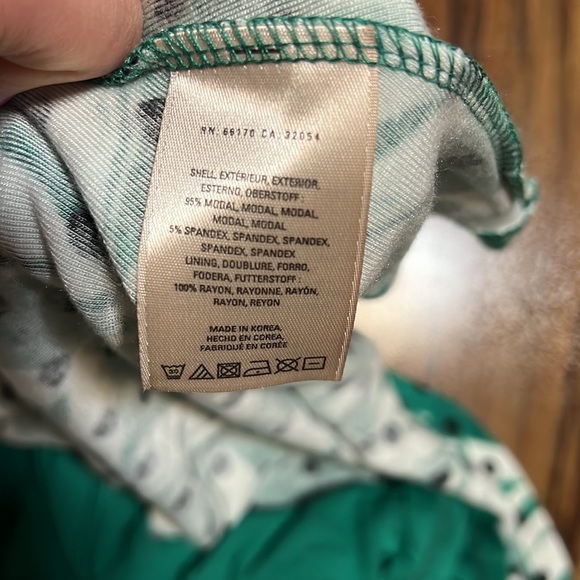 RN: 66170 CA: 32054
SHELL, EXTÉRIEUR, EXTERIOR,
ESTERNO, OBERSTOFF:
95% MODAL, MODAL, MODAL,
MODAL, MODAL
5% SPANDEX, SPANDEX, SPANDEX,
SPANDEX, SPANDEX
LINING, DOUBLURE, FORRO,
FODERA, FUTTERSTOFF:
100% RAYON, RAYONNE, RAYÓN,
RAYON, REYON
MADE IN KOREA
HECHO EN COREA,
FABRIQUÉ EN CORÉE
30